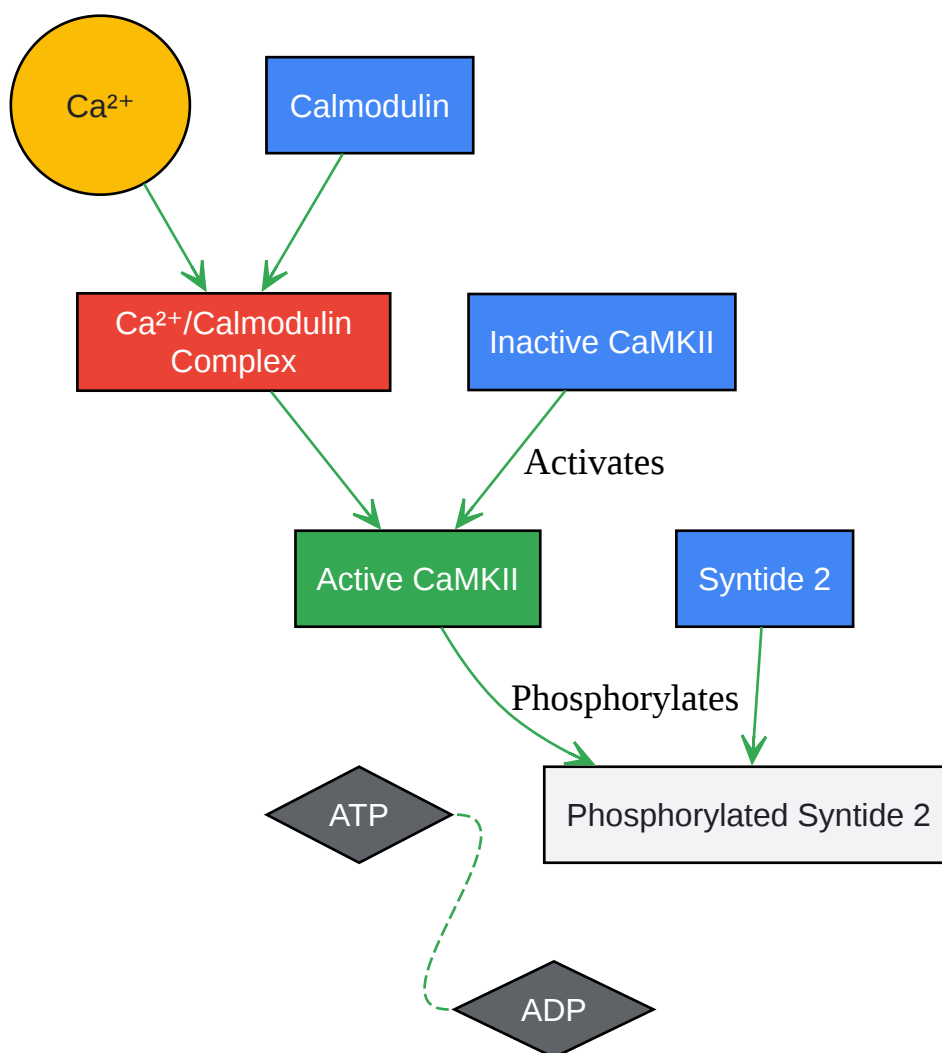 Ca²⁺
Calmodulin
Ca²⁺/Calmodulin
Complex
Inactive CaMKII
Activates
Active CaMKII
Syntide 2
Phosphorylates
ATP
Phosphorylated Syntide 2
ADP